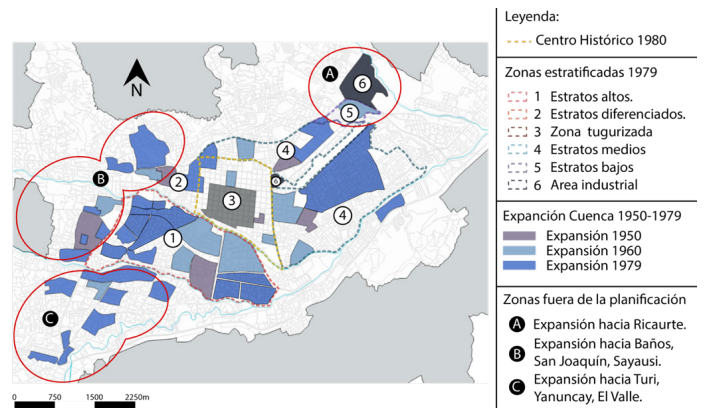 Leyenda:
Centro Histórico 1980
Zonas estratificadas 1979
1 Estratos altos.
2 Estratos diferenciados.
3 Zona tugurizada
4 Estratos medios
5 Estratos bajos
6 Area industrial
Expanción Cuenca 1950-1979
Expansión 1950
Expansión 1960
Expansión 1979
Zonas fuera de la planificación
A Expansión hacia Ricaurte.
B Expansión hacia Baños,
San Joaquín, Sayausi.
C Expansión hacia Turi,
Yanuncay, El Valle.
A
6
N
5
4
B
2
6
3
4
1
C
0 750 1500 2250m